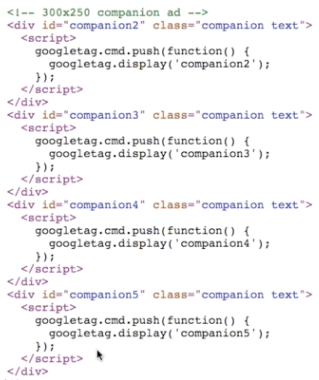 <!-- 300x250 companion ad -->
<div id="companion2" class="companion text">
  <script>
    googletag.cmd.push(function() {
      googletag.display('companion2');
    });
  </script>
</div>
<div id="companion3" class="companion text">
  <script>
    googletag.cmd.push(function() {
      googletag.display('companion3');
    });
  </script>
</div>
<div id="companion4" class="companion text">
  <script>
    googletag.cmd.push(function() {
      googletag.display('companion4');
    });
  </script>
</div>
<div id="companion5" class="companion text">
  <script>
    googletag.cmd.push(function() {
      googletag.display('companion5');
    });
  </script>
</div>